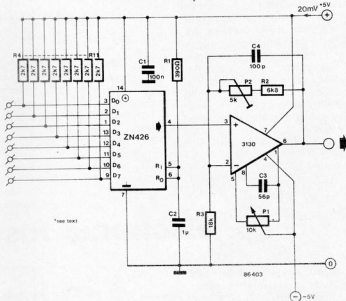 20mV
+5V
+
R4
R11
2k7
2k7
2k7
2k7
2k7
2k7
2k7
2k7
C1
100n
R1
390Ω
C4
100p
P2
5k
R2
6k8
14
+
3 D0
2 D1
1 D2
13 D3
12 D4
11 D5
10 D6
9 D7
ZN426
4
RI 5
RO 6
7
3
+
2
-
3130
7
6
4
1
5
8
C3
56p
P1
10k
R3
18k
C2
1µ
*see text
0
86403
-5V